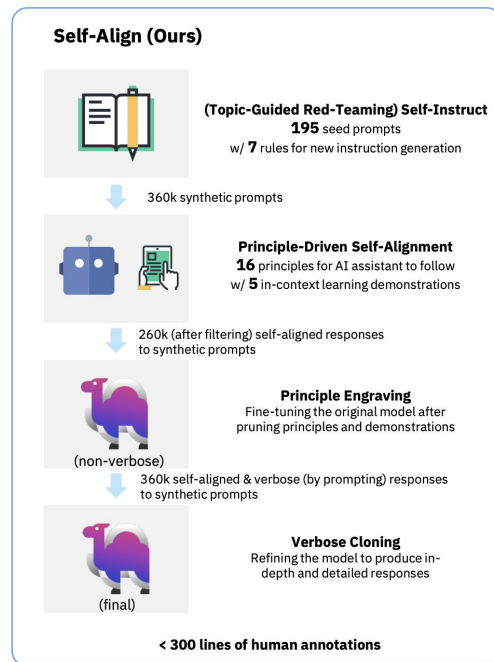 Self-Align (Ours)
(Topic-Guided Red-Teaming) Self-Instruct
195 seed prompts
w/ 7 rules for new instruction generation
360k synthetic prompts
Principle-Driven Self-Alignment
16 principles for AI assistant to follow
w/ 5 in-context learning demonstrations
260k (after filtering) self-aligned responses
to synthetic prompts
Principle Engraving
Fine-tuning the original model after
pruning principles and demonstrations
(non-verbose)
360k self-aligned & verbose (by prompting) responses
to synthetic prompts
Verbose Cloning
Refining the model to produce in-
depth and detailed responses
(final)
< 300 lines of human annotations